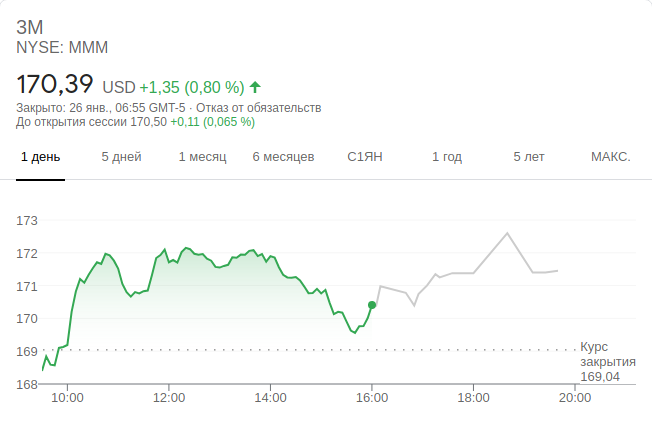 3M
NYSE: MMM
170,39 USD +1,35 (0,80 %)
Закрыто: 26 янв., 06:55 GMT-5 · Отказ от обязательств
До открытия сессии 170,50 +0,11 (0,065 %)
1 день 5 дней 1 месяц 6 месяцев С1ЯН 1 год 5 лет МАКС.
173
172
171
170
169
Курс
закрытия
169,04
168
10:00 12:00 14:00 16:00 18:00 20:00